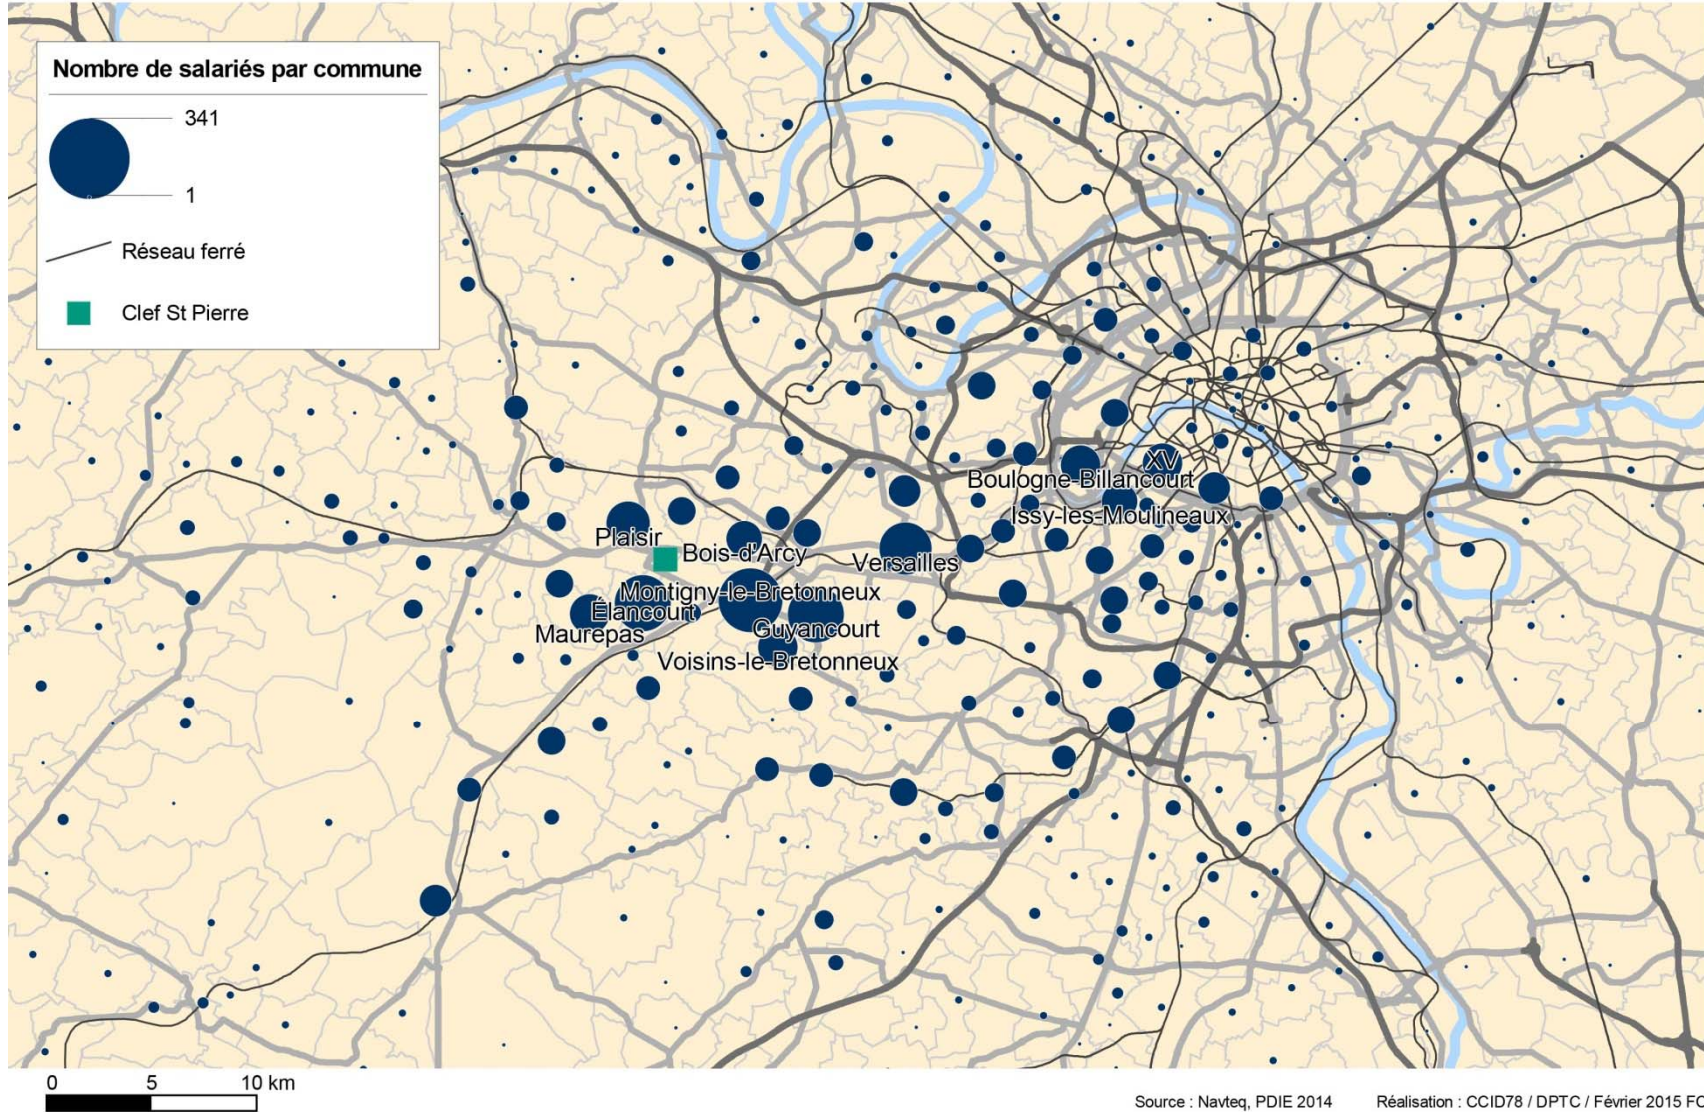 Nombre de salariés par commune
341
1
Réseau ferré
Clef St Pierre
XV
Boulogne-Billancourt
Issy-les-Moulineaux
Plaisir
Bois-d'Arcy
Versailles
Montigny-le-Bretonneux
Élancourt
Maurepas
Guyancourt
Voisins-le-Bretonneux
0 5 10 km
Source : Navteq, PDIE 2014 Réalisation : CCID78 / DPTC / Février 2015 FC